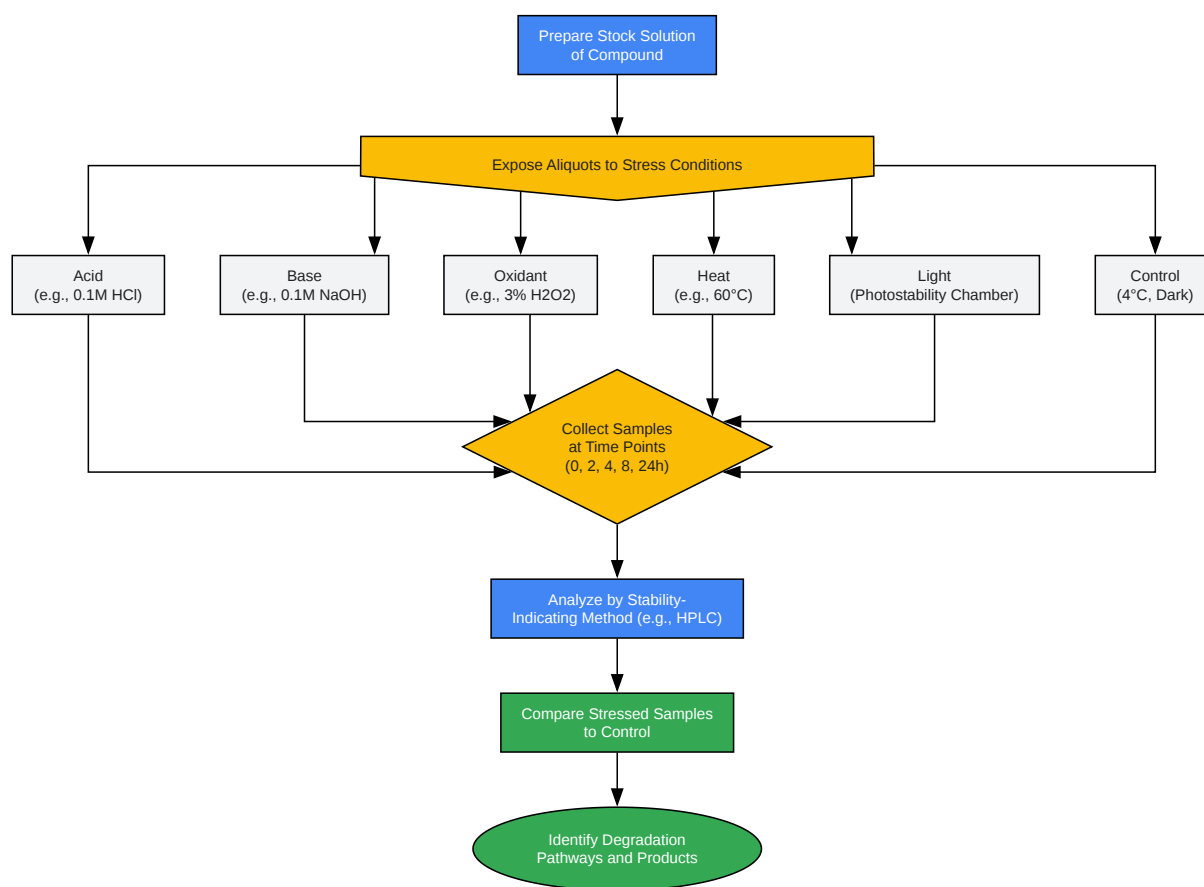 Prepare Stock Solution
of Compound
Expose Aliquots to Stress Conditions
Acid
(e.g., 0.1M HCl)
Base
(e.g., 0.1M NaOH)
Oxidant
(e.g., 3% H2O2)
Heat
(e.g., 60°C)
Light
(Photostability Chamber)
Control
(4°C, Dark)
Collect Samples
at Time Points
(0, 2, 4, 8, 24h)
Analyze by Stability-
Indicating Method (e.g., HPLC)
Compare Stressed Samples
to Control
Identify Degradation
Pathways and Products